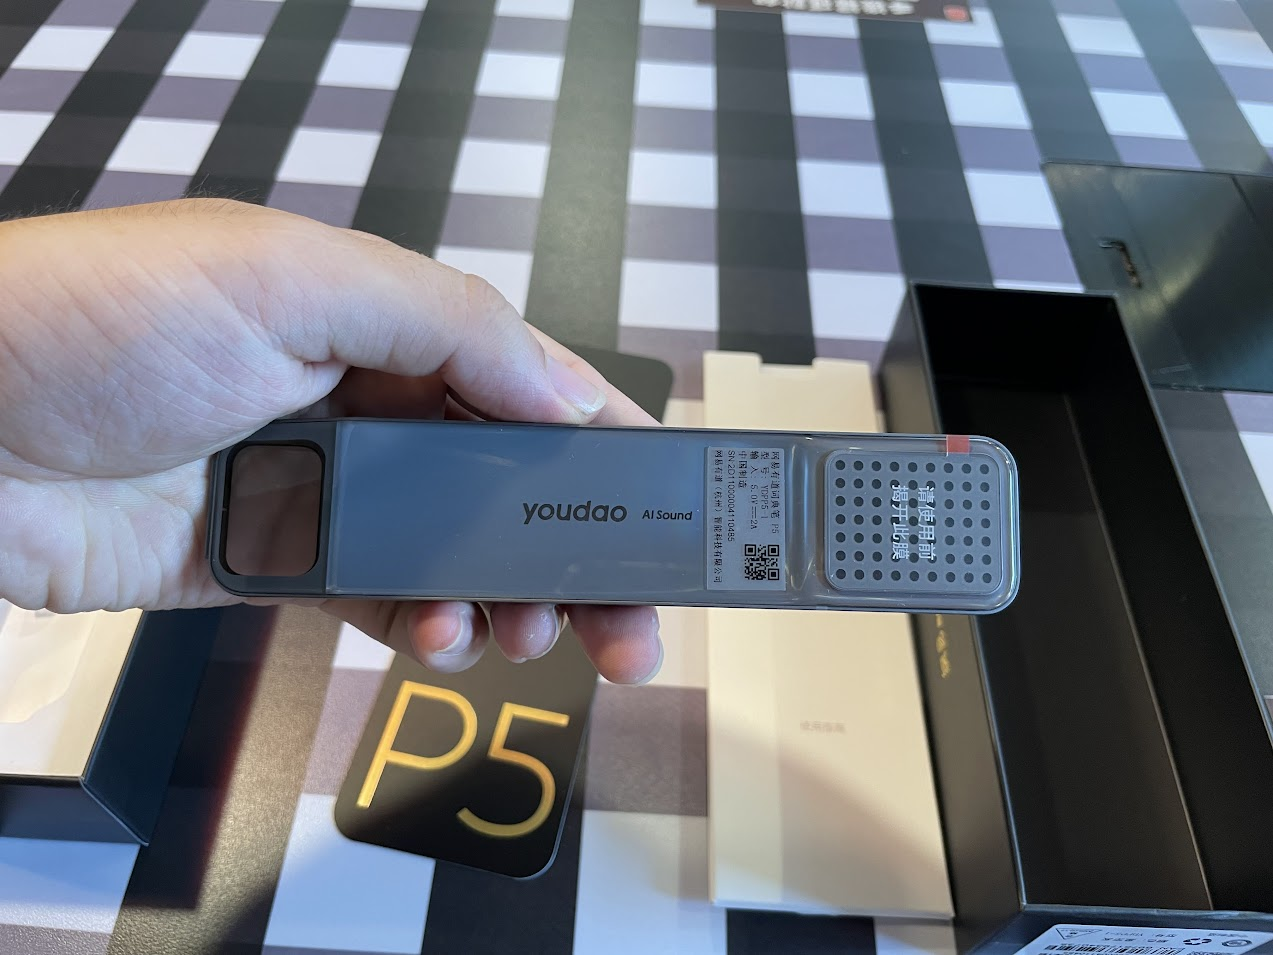 youdao AI Sound
网易有道词典笔 P5
型 号: YDPP5-1
输 入: 5.0V⎓2A
中国制造
SN:2D11000004110485
网易有道(杭州)智能科技有限公司
请使用前
揭开此膜
P5
使用指南